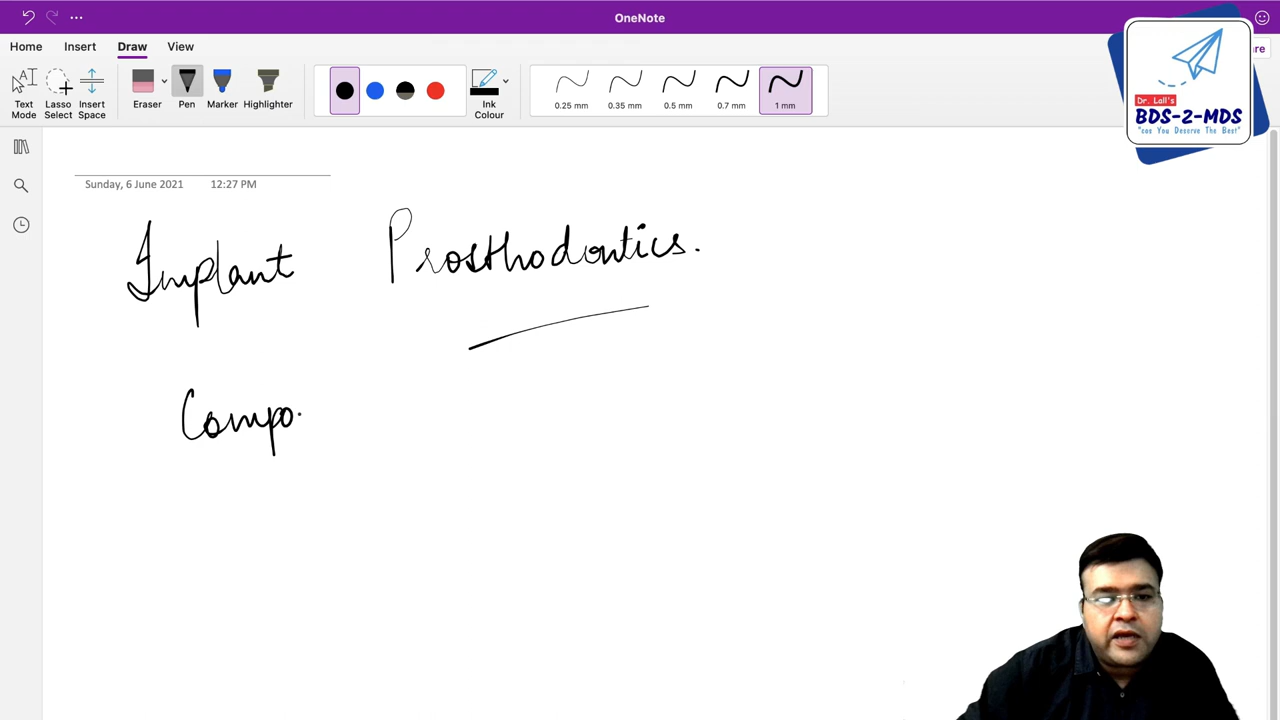 OneNote
Home Insert Draw View re
Text Mode Lasso Select Insert Space Eraser Pen Marker Highlighter Ink Colour 0.25 mm 0.35 mm 0.5 mm 0.7 mm 1 mm
Dr. Lall's
BDS-2-MDS
"cos You Deserve The Best"
Sunday, 6 June 2021 12:27 PM
Implant Prosthodontics.
Compo